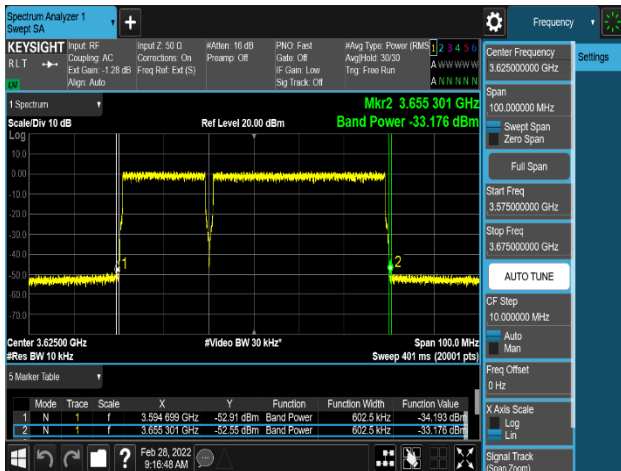 Spectrum Analyzer 1
Swept SA
+
Frequency
KEYSIGHT
RLT
LXI
Input: RF
Coupling: AC
Ext Gain: -1.28 dB
Align: Auto
Input Z: 50 Ω
Corrections: On
Freq Ref: Ext (S)
#Atten: 16 dB
Preamp: Off
PNO: Fast
Gate: Off
IF Gain: Low
Sig Track: Off
#Avg Type: Power (RMS
Avg|Hold: 30/30
Trig: Free Run
1 2 3 4 5 6
A W W W W W
A N N N N N
1 Spectrum
Scale/Div 10 dB
Ref Level 20.00 dBm
Mkr2 3.655 301 GHz
Band Power -33.176 dBm
Log
10.0
0.00
-10.0
-20.0
-30.0
-40.0
-50.0
-60.0
-70.0
1
2
Center 3.62500 GHz
#Res BW 10 kHz
#Video BW 30 kHz*
Span 100.0 MHz
Sweep 401 ms (20001 pts)
5 Marker Table
Mode Trace Scale X Y Function Function Width Function Value
1 N 1 f 3.594 699 GHz -52.91 dBm Band Power 602.5 kHz -34.193 dBm
2 N 1 f 3.655 301 GHz -52.55 dBm Band Power 602.5 kHz -33.176 dBm
?
Feb 28, 2022
9:16:48 AM
Center Frequency
3.625000000 GHz
Settings
Span
100.000000 MHz
Swept Span
Zero Span
Full Span
Start Freq
3.575000000 GHz
Stop Freq
3.675000000 GHz
AUTO TUNE
CF Step
10.000000 MHz
Auto
Man
Freq Offset
0 Hz
X Axis Scale
Log
Lin
Signal Track
(Span Zoom)